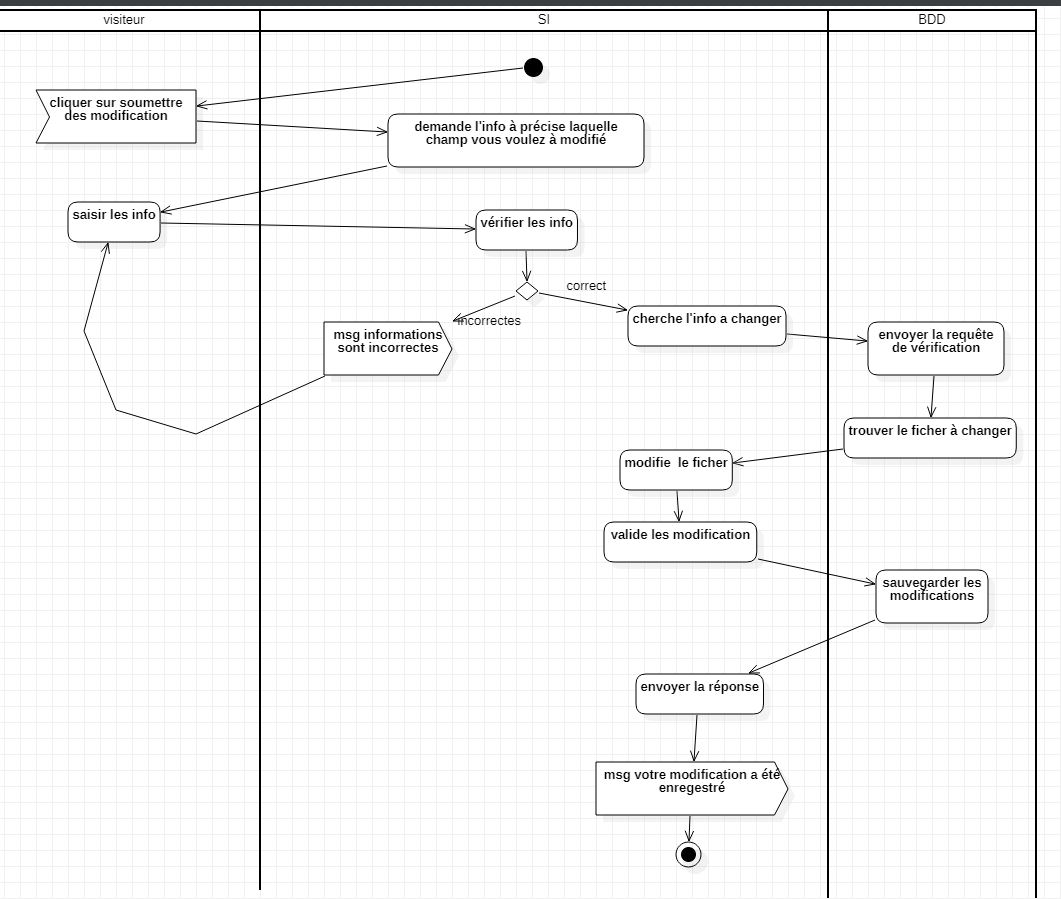 visiteur
SI
BDD
cliquer sur soumettre
des modification
demande l'info à précise laquelle
champ vous voulez à modifié
saisir les info
vérifier les info
correct
incorrectes
cherche l'info a changer
msg informations
sont incorrectes
envoyer la requête
de vérification
trouver le ficher à changer
modifie  le ficher
valide les modification
sauvegarder les
modifications
envoyer la réponse
msg votre modification a été
enregestré